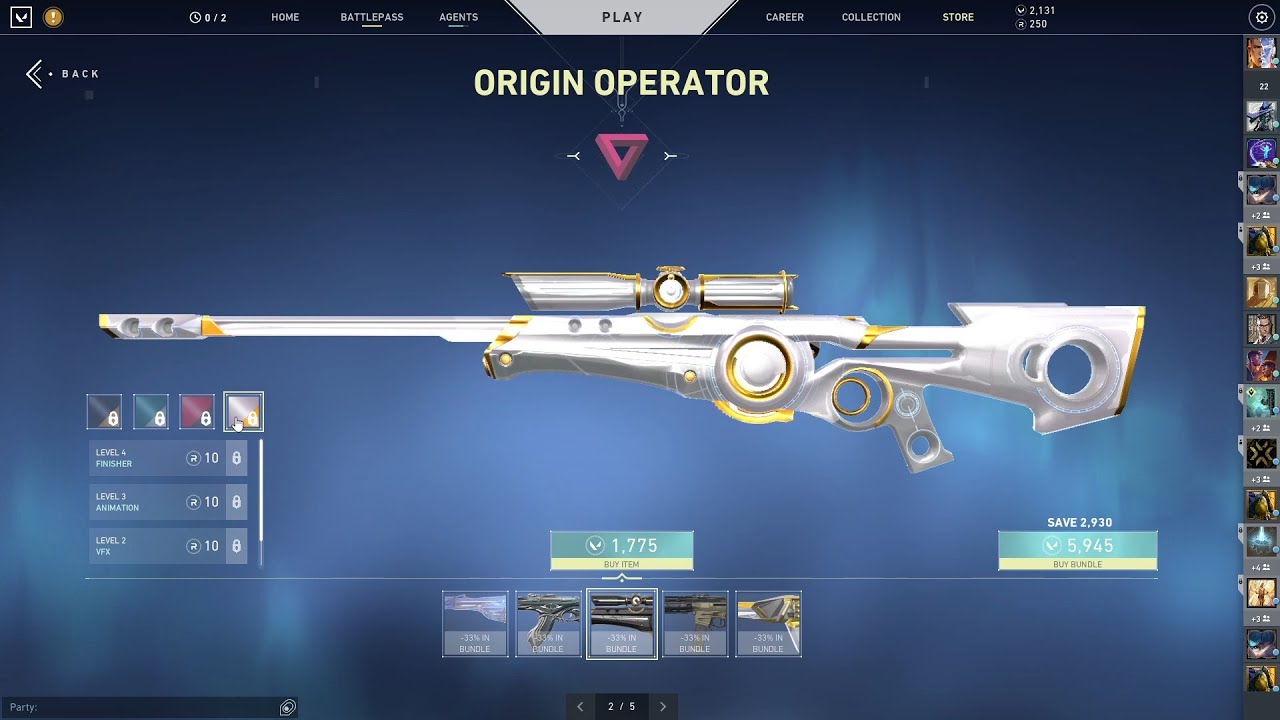 0 / 2
HOME
BATTLEPASS
AGENTS
PLAY
CAREER
COLLECTION
STORE
2,131
R 250
BACK
ORIGIN OPERATOR
22
+2
+3
+2
+3
+4
+3
LEVEL 4
FINISHER
R 10
LEVEL 3
ANIMATION
R 10
LEVEL 2
VFX
R 10
1,775
BUY ITEM
SAVE 2,930
5,945
BUY BUNDLE
-33% IN
BUNDLE
-33% IN
BUNDLE
-33% IN
BUNDLE
-33% IN
BUNDLE
-33% IN
BUNDLE
Party:
2 / 5